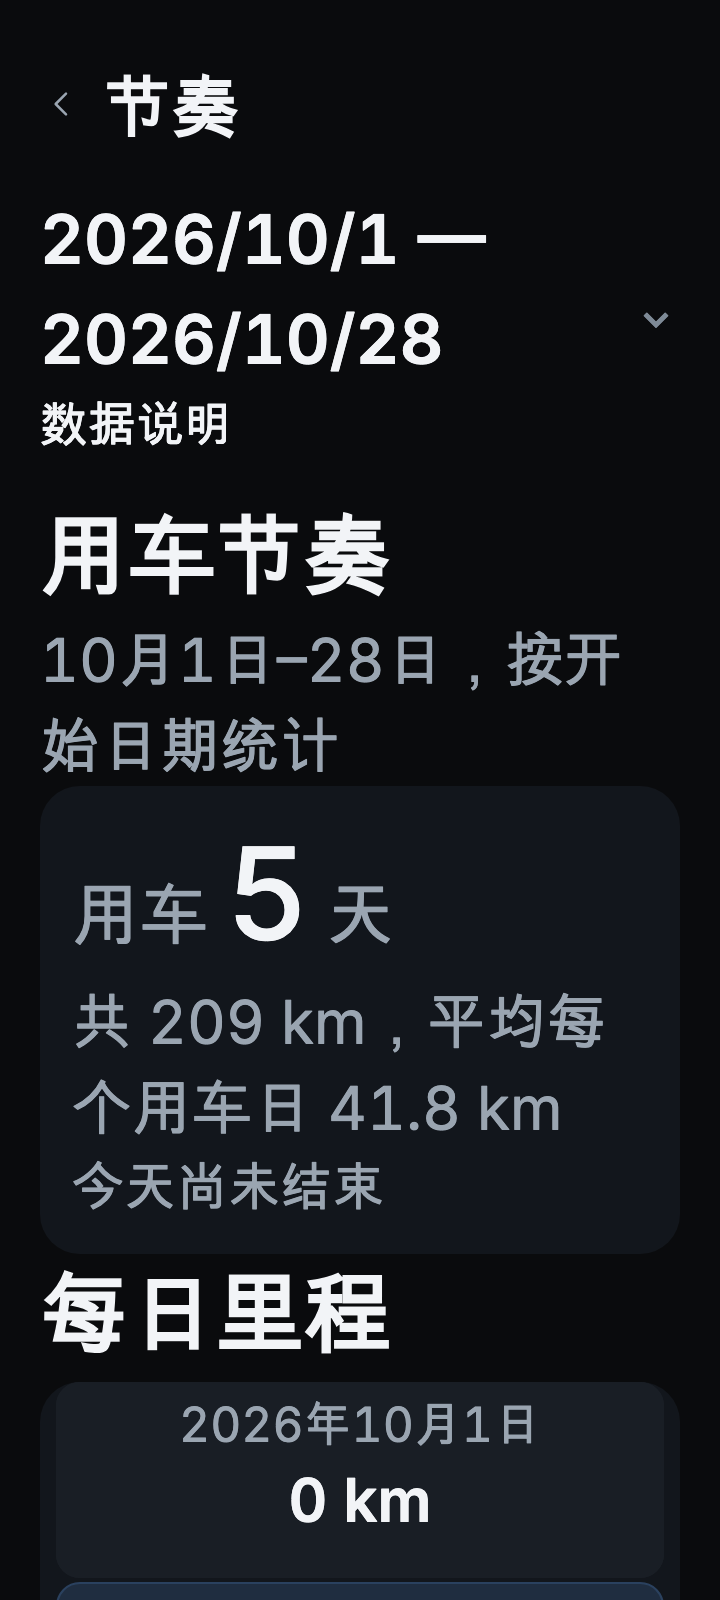 节奏
2026/10/1 —
2026/10/28
数据说明
用车节奏
10月1日–28日，按开
始日期统计
用车 5 天
共 209 km，平均每
个用车日 41.8 km
今天尚未结束
每日里程
2026年10月1日
0 km